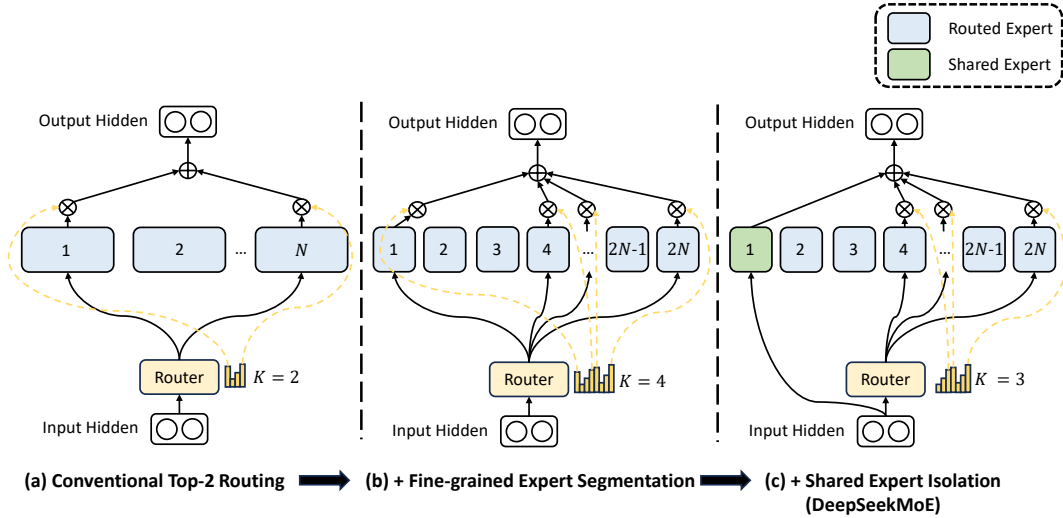 Routed Expert
Shared Expert
Output Hidden
1
2
...
N
Router
K = 2
Input Hidden
(a) Conventional Top-2 Routing
Output Hidden
1
2
3
4
...
2N-1
2N
Router
K = 4
Input Hidden
(b) + Fine-grained Expert Segmentation
Output Hidden
1
2
3
4
...
2N-1
2N
Router
K = 3
Input Hidden
(c) + Shared Expert Isolation
(DeepSeekMoE)